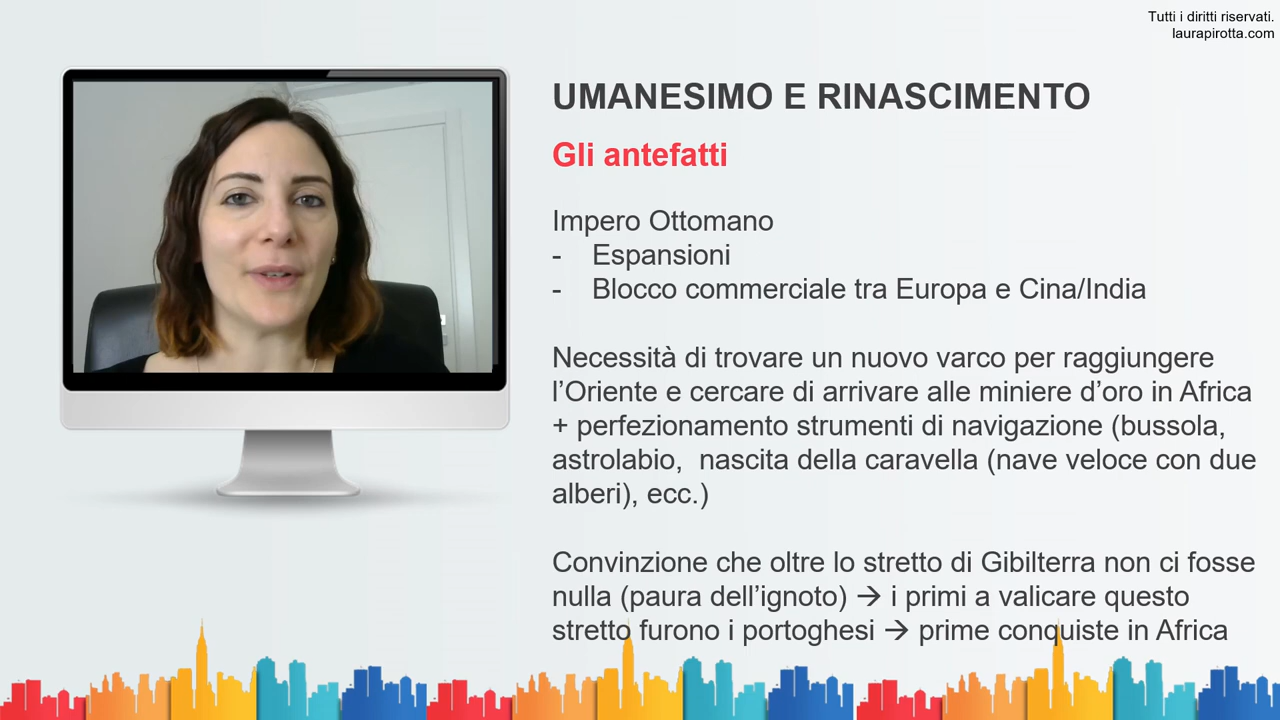 Tutti i diritti riservati.
laurapirotta.com
UMANESIMO E RINASCIMENTO
Gli antefatti
Impero Ottomano
- Espansioni
- Blocco commerciale tra Europa e Cina/India
Necessità di trovare un nuovo varco per raggiungere
l’Oriente e cercare di arrivare alle miniere d’oro in Africa
+ perfezionamento strumenti di navigazione (bussola,
astrolabio,  nascita della caravella (nave veloce con due
alberi), ecc.)
Convinzione che oltre lo stretto di Gibilterra non ci fosse
nulla (paura dell’ignoto) → i primi a valicare questo
stretto furono i portoghesi → prime conquiste in Africa